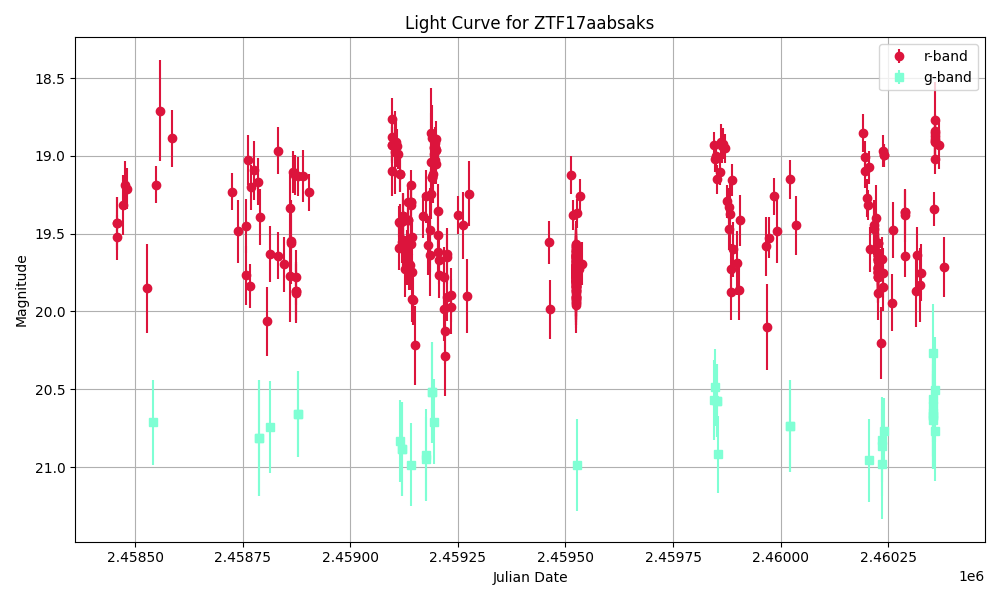 Light Curve for ZTF17aabsaks
r-band
g-band
18.5
19.0
19.5
20.0
20.5
21.0
Magnitude
2.45850
2.45875
2.45900
2.45925
2.45950
2.45975
2.46000
2.46025
1e6
Julian Date